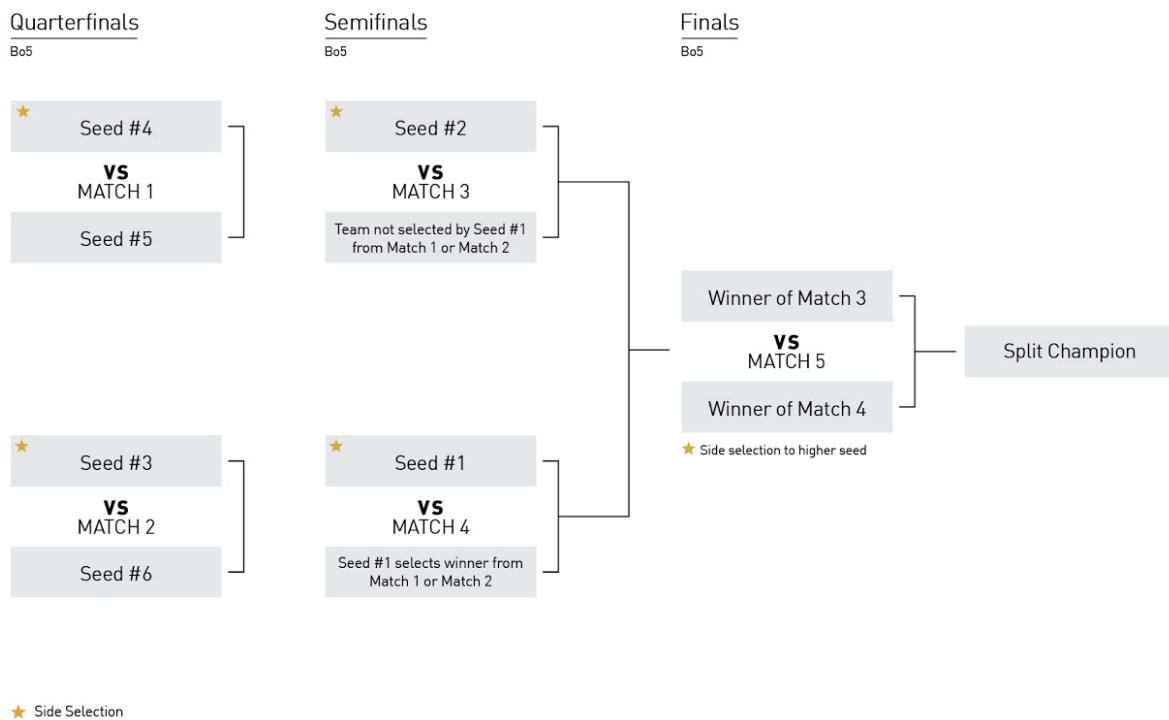 Quarterfinals
Bo5
Seed #4
VS
MATCH 1
Seed #5
Seed #3
VS
MATCH 2
Seed #6
Semifinals
Bo5
Seed #2
VS
MATCH 3
Team not selected by Seed #1
from Match 1 or Match 2
Seed #1
VS
MATCH 4
Seed #1 selects winner from
Match 1 or Match 2
Finals
Bo5
Winner of Match 3
VS
MATCH 5
Winner of Match 4
Side selection to higher seed
Split Champion
Side Selection